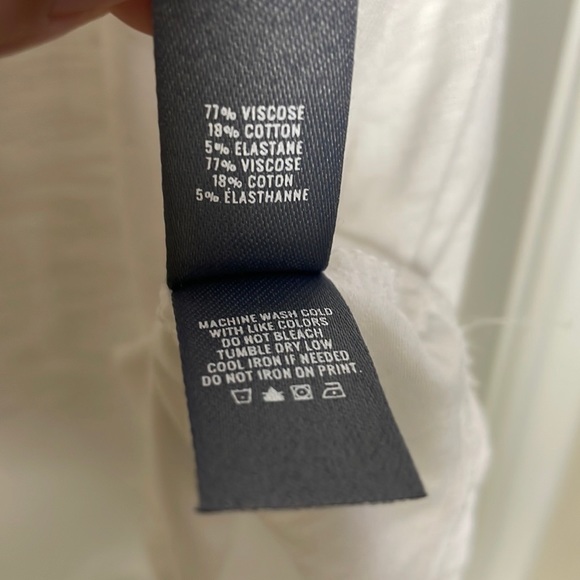 77% VISCOSE
18% COTTON
5% ELASTANE
77% VISCOSE
18% COTON
5% ÉLASTHANNE
MACHINE WASH COLD
WITH LIKE COLORS
DO NOT BLEACH
TUMBLE DRY LOW
COOL IRON IF NEEDED
DO NOT IRON ON PRINT.